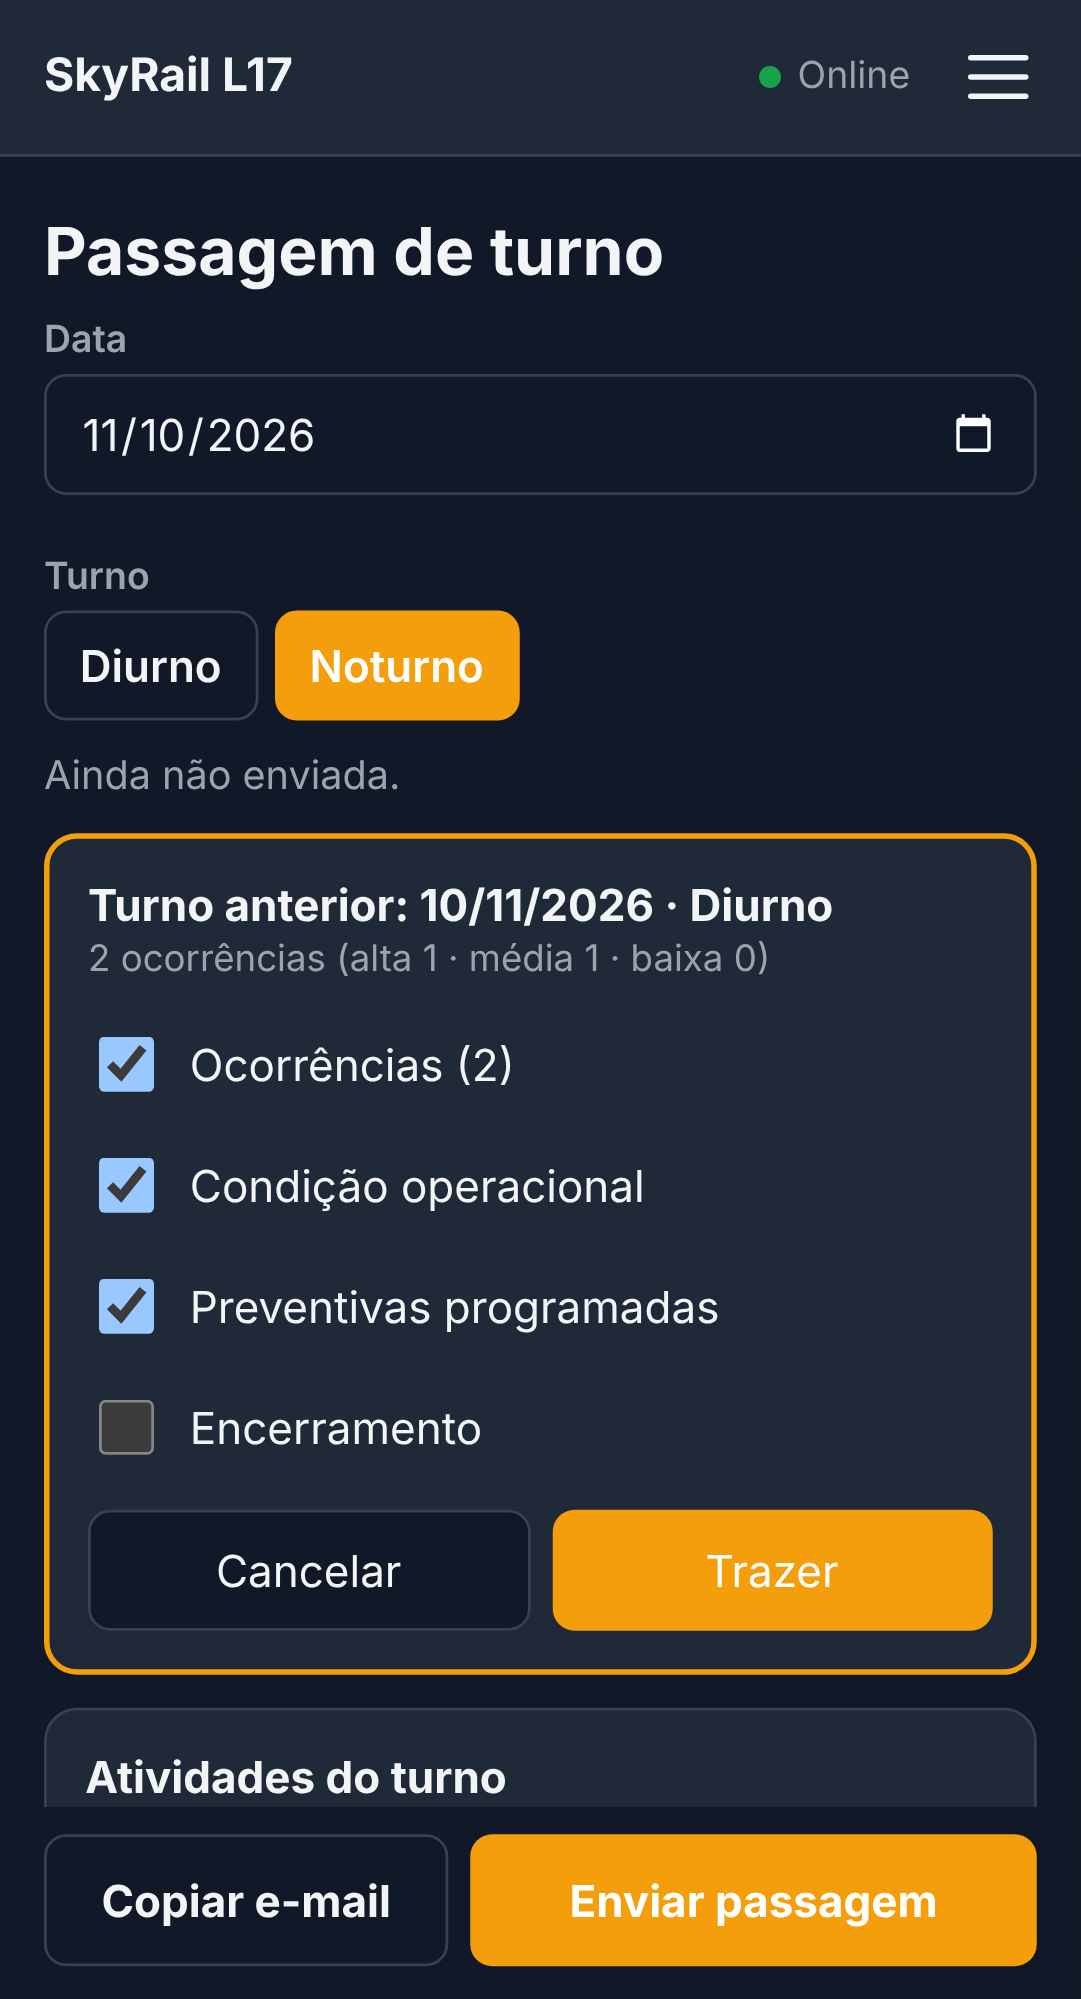 SkyRail L17
Online
Passagem de turno
Data
11/10/2026
Turno
Diurno
Noturno
Ainda não enviada.
Turno anterior: 10/11/2026 · Diurno
2 ocorrências (alta 1 · média 1 · baixa 0)
Ocorrências (2)
Condição operacional
Preventivas programadas
Encerramento
Cancelar
Trazer
Atividades do turno
Copiar e-mail
Enviar passagem